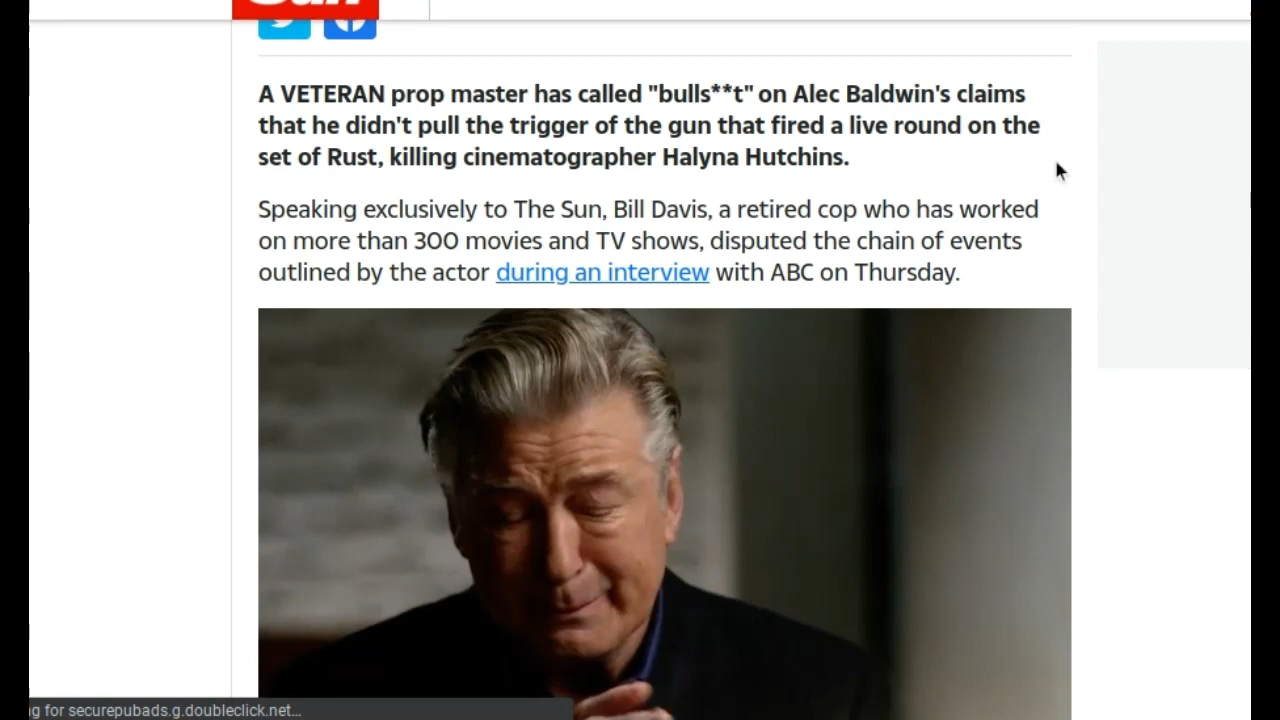 A VETERAN prop master has called "bulls**t" on Alec Baldwin's claims
that he didn't pull the trigger of the gun that fired a live round on the
set of Rust, killing cinematographer Halyna Hutchins.
Speaking exclusively to The Sun, Bill Davis, a retired cop who has worked
on more than 300 movies and TV shows, disputed the chain of events
outlined by the actor during an interview with ABC on Thursday.
g for securepubads.g.doubleclick.net...